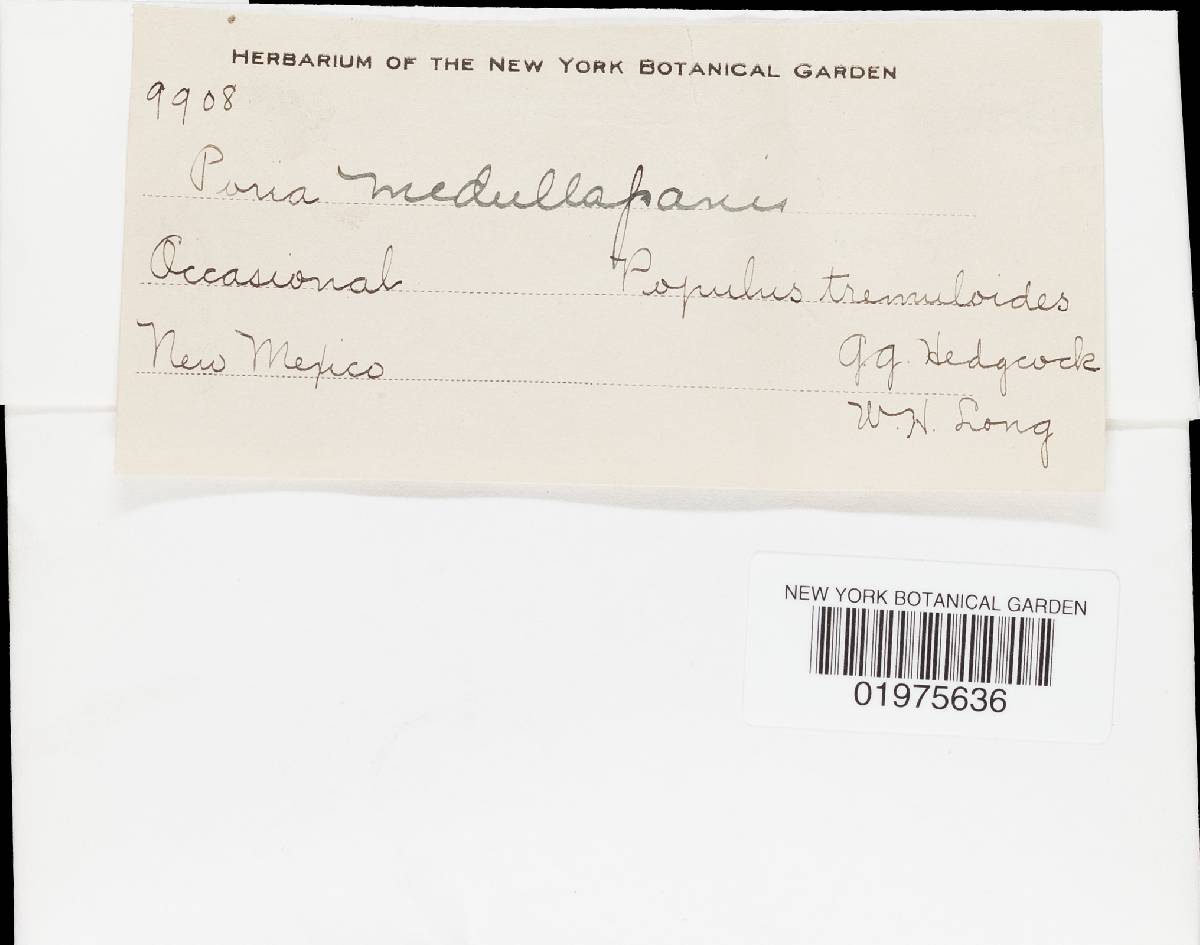 HERBARIUM OF THE NEW YORK BOTANICAL GARDEN
9908
Poria medullapanis
Occasional Populus tremuloides
New Mexico G.G. Hedgcock
W.H. Long
NEW YORK BOTANICAL GARDEN
01975636